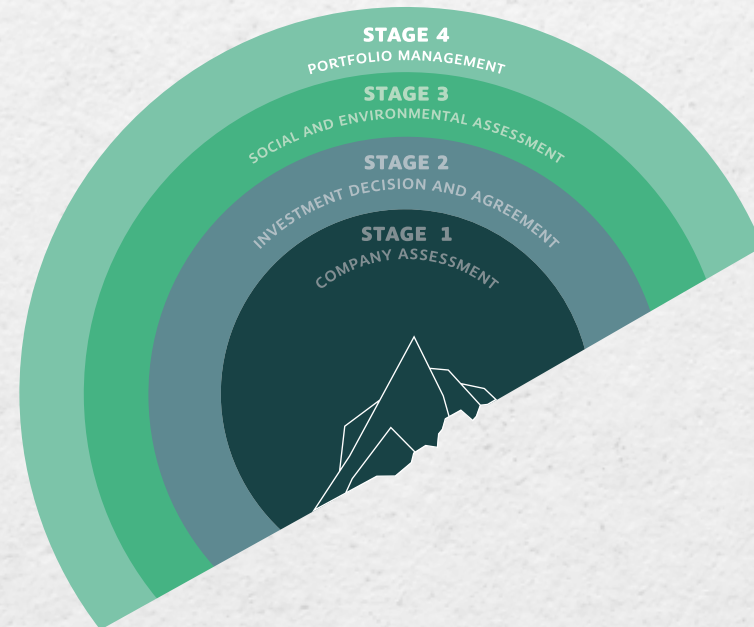 STAGE 4
PORTFOLIO MANAGEMENT
STAGE 3
SOCIAL AND ENVIRONMENTAL ASSESSMENT
STAGE 2
INVESTMENT DECISION AND AGREEMENT
STAGE 1
COMPANY ASSESSMENT